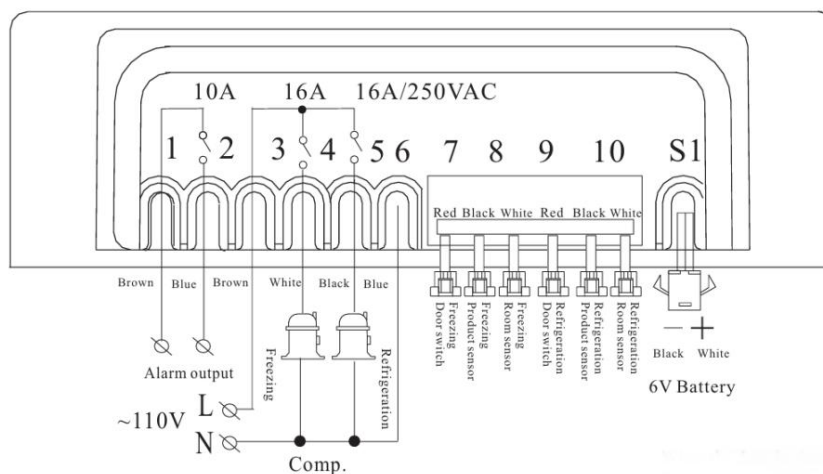 10A 16A 16A/250VAC
1 2 3 4 5 6 7 8 9 10 S1
Red Black White Red Black White
Brown Blue Brown White Black Blue
Freezing
Door switch
Freezing
Product sensor
Freezing
Room sensor
Refrigeration
Door switch
Refrigeration
Product sensor
Refrigeration
Room sensor
— +
Black White
6V Battery
Alarm output
Freezing
Refrigeration
L
~110V
N
Comp.